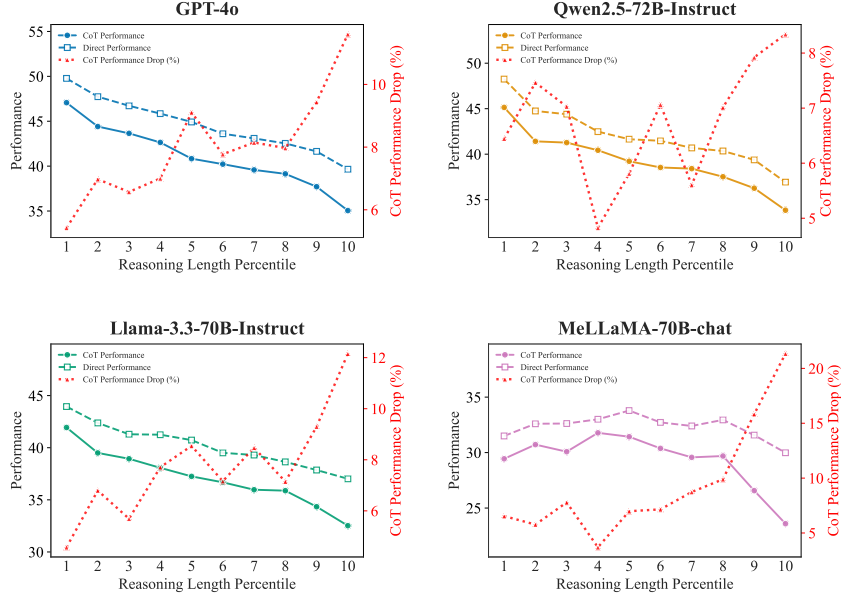 GPT-4o
CoT Performance
Direct Performance
CoT Performance Drop (%)
55
50
45
40
35
10
8
6
Performance
CoT Performance Drop (%)
1 2 3 4 5 6 7 8 9 10
Reasoning Length Percentile
Qwen2.5-72B-Instruct
CoT Performance
Direct Performance
CoT Performance Drop (%)
50
45
40
35
8
7
6
5
Performance
CoT Performance Drop (%)
1 2 3 4 5 6 7 8 9 10
Reasoning Length Percentile
Llama-3.3-70B-Instruct
CoT Performance
Direct Performance
CoT Performance Drop (%)
45
40
35
30
12
10
8
6
Performance
CoT Performance Drop (%)
1 2 3 4 5 6 7 8 9 10
Reasoning Length Percentile
MeLLaMA-70B-chat
CoT Performance
Direct Performance
CoT Performance Drop (%)
35
30
25
20
15
10
5
Performance
CoT Performance Drop (%)
1 2 3 4 5 6 7 8 9 10
Reasoning Length Percentile